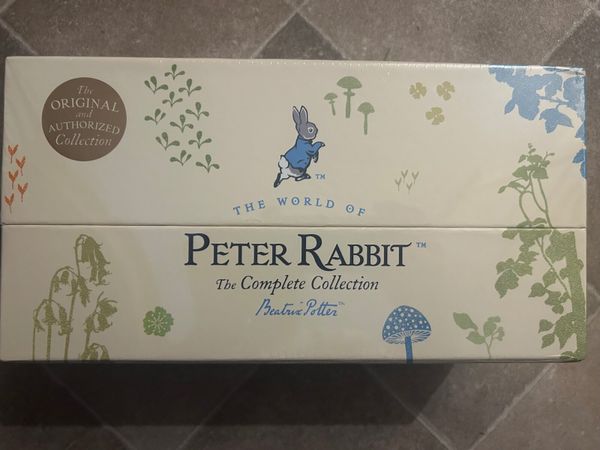 The
ORIGINAL
and
AUTHORIZED
Collection
TM
THE WORLD OF
PETER RABBIT™
The Complete Collection
Beatrix Potter™